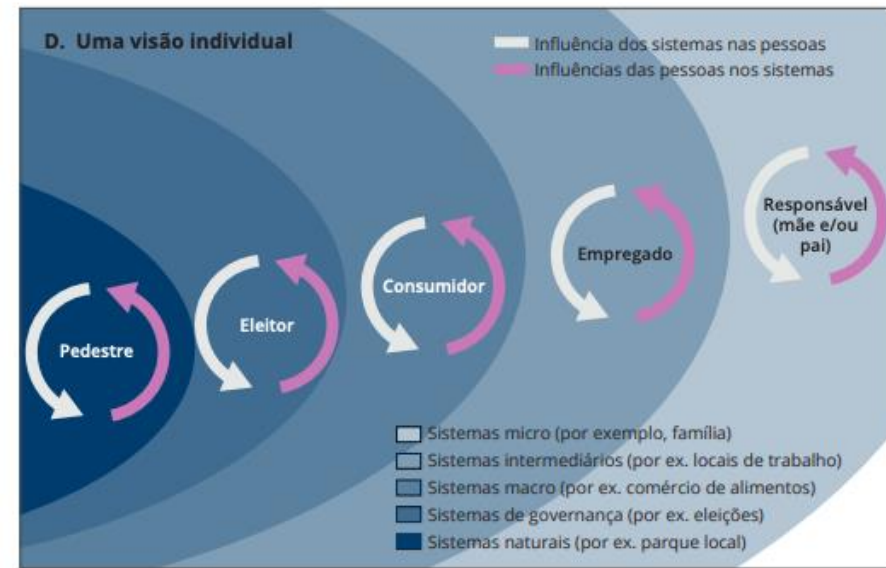 D. Uma visão individual
Influência dos sistemas nas pessoas
Influências das pessoas nos sistemas
Pedestre
Eleitor
Consumidor
Empregado
Responsável
(mãe e/ou
pai)
Sistemas micro (por exemplo, família)
Sistemas intermediários (por ex. locais de trabalho)
Sistemas macro (por ex. comércio de alimentos)
Sistemas de governança (por ex. eleições)
Sistemas naturais (por ex. parque local)